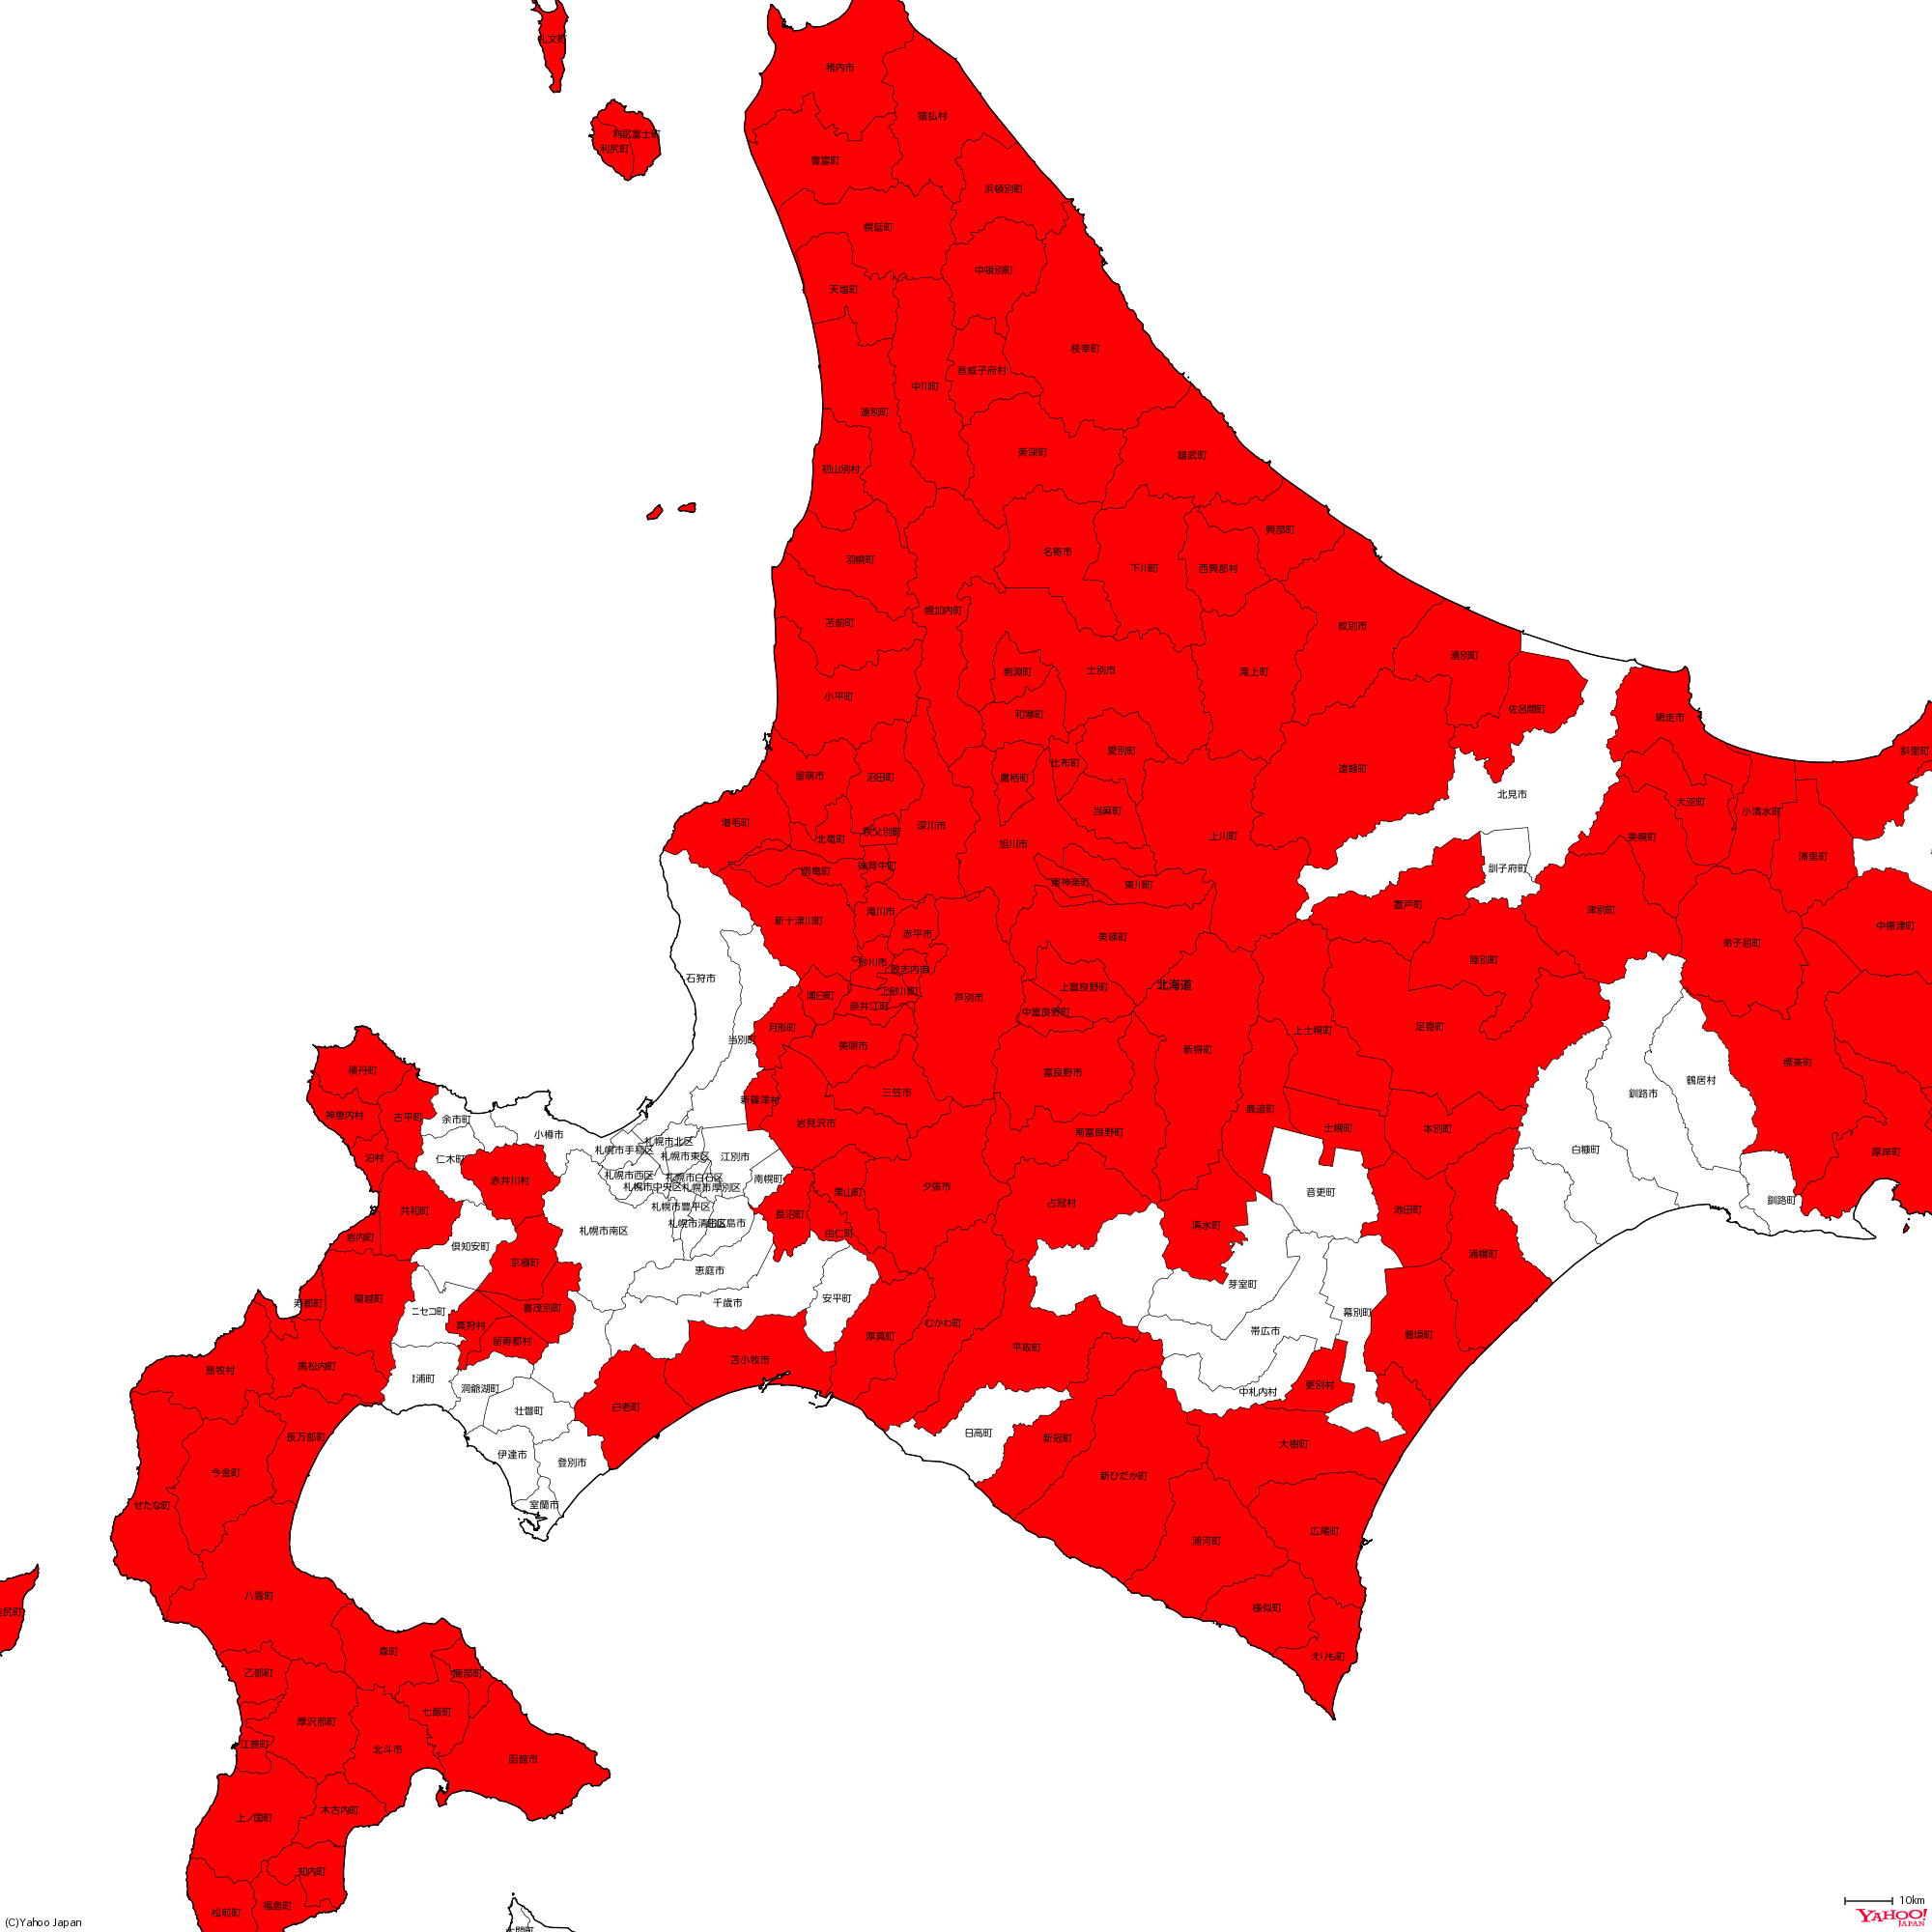 礼文町
稚内市
猿払村
利尻富士町
利尻町
豊富町
浜頓別町
幌延町
中頓別町
天塩町
枝幸町
音威子府村
中川町
遠別町
美深町
雄武町
初山別村
興部町
名寄市
羽幌町
下川町
西興部村
幌加内町
苫前町
紋別市
湧別町
士別市
滝上町
剣淵町
小平町
佐呂間町
和寒町
網走市
愛別町
斜里町
比布町
遠軽町
留萌市
沼田町
鷹栖町
北見市
大空町
当麻町
小清水町
増毛町
深川市
秩父別町
上川町
北竜町
美幌町
旭川市
清里町
妹背牛町
雨竜町
釧子府町
東神楽町
東川町
置戸町
滝川市
津別町
新十津川町
中標津町
赤平市
美瑛町
弟子屈町
砂川市
陸別町
歌志内市
石狩市
上富良野町
北海道
上砂川町
浦臼町
芦別市
奈井江町
中富良野町
月形町
足寄町
上士幌町
当別町
美唄市
新得町
標茶町
積丹町
富良野市
鶴居村
三笠市
釧路市
新篠津村
鹿追町
神恵内村
古平町
余市町
岩見沢市
士幌町
本別町
小樽市
南富良野町
札幌市北区
札幌市手稲区
白糠町
厚岸町
札幌市東区
江別市
泊村
仁木町
札幌市西区
札幌市白石区
南幌町
赤井川村
札幌市中央区
札幌市厚別区
夕張市
栗山町
音更町
釧路町
占冠村
札幌市豊平区
共和町
池田町
長沼町
札幌市清田区
北広島市
清水町
札幌市南区
由仁町
岩内町
倶知安町
浦幌町
京極町
恵庭市
芽室町
蘭越町
安平町
千歳市
寿都町
喜茂別町
ニセコ町
幕別町
むかわ町
真狩村
帯広市
豊頃町
厚真町
留寿都村
平取町
苫小牧市
黒松内町
島牧村
浦町
更別村
洞爺湖町
中札内村
白老町
壮瞥町
日高町
長万部町
新冠町
大樹町
伊達市
登別市
今金町
新ひだか町
せたな町
室蘭市
広尾町
浦河町
八雲町
様似町
尻町
森町
えりも町
乙部町
鹿部町
七飯町
厚沢部町
江差町
北斗市
函館市
木古内町
上ノ国町
知内町
10km
福島町
松前町
YAHOO!
JAPAN
(C)Yahoo Japan